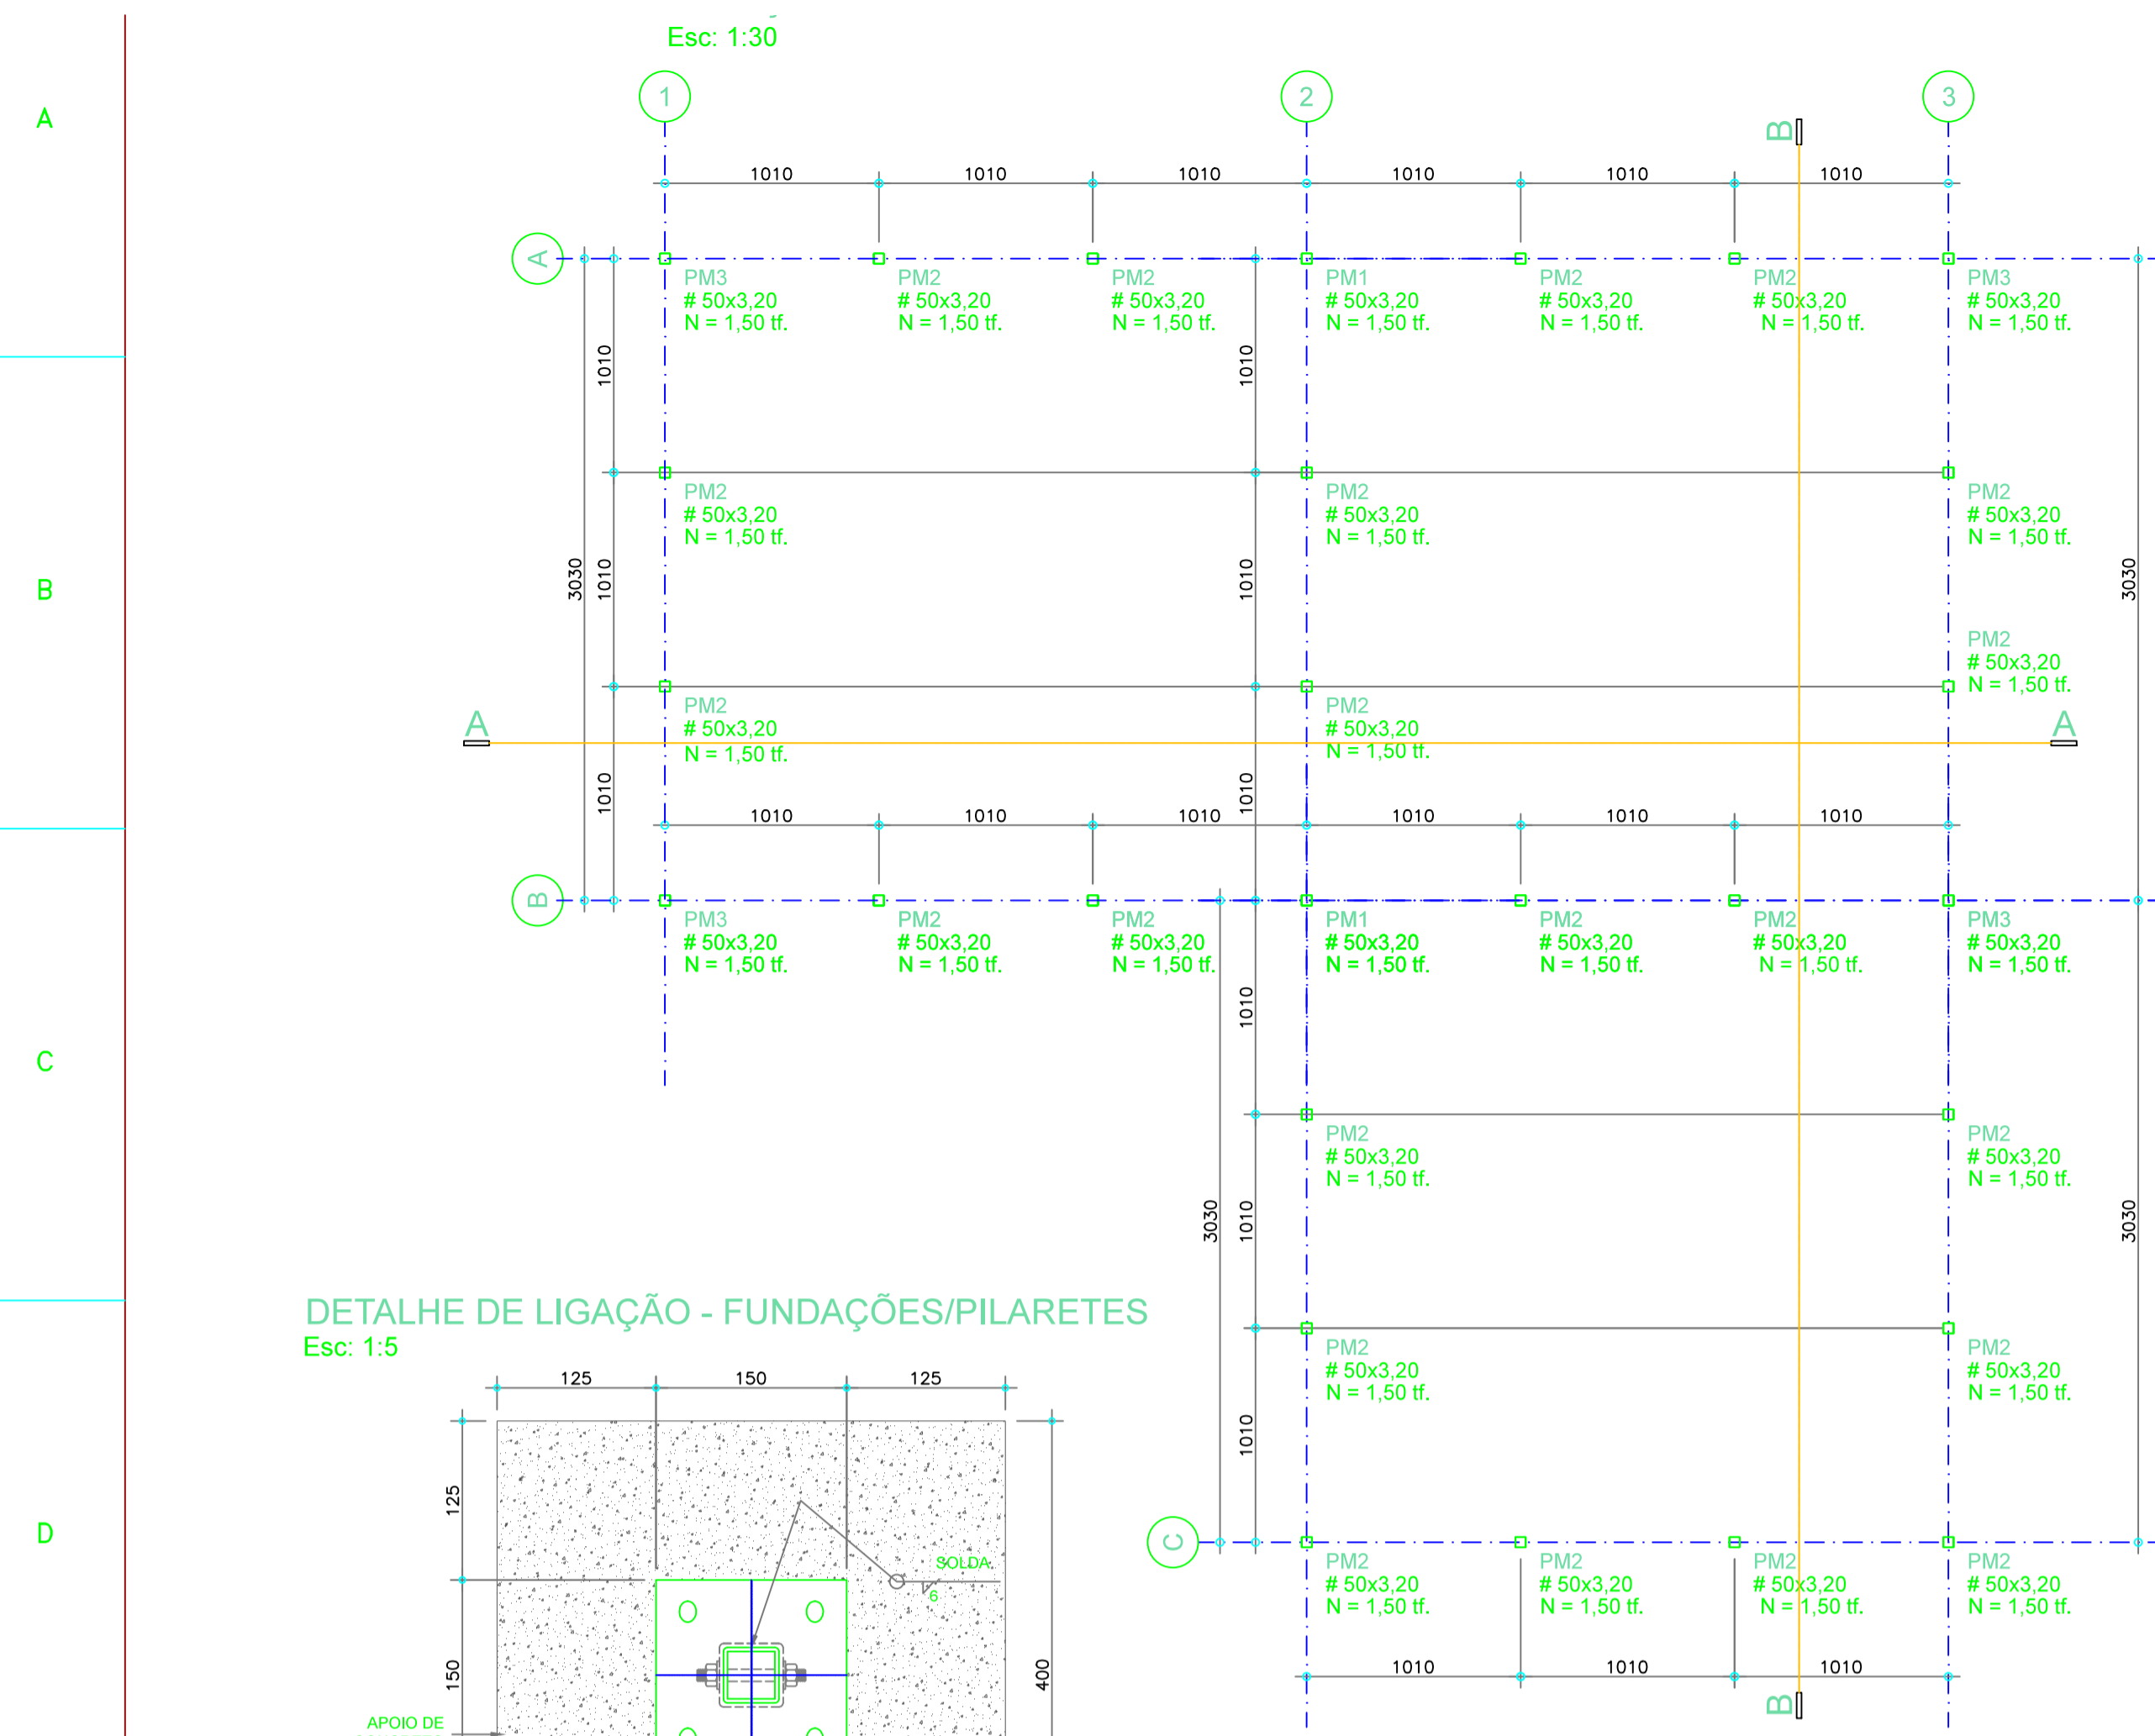 Esc: 1:30
1
2
3
B
A
1010
1010
1010
1010
1010
1010
A
PM3
# 50x3,20
N = 1,50 tf.
PM2
# 50x3,20
N = 1,50 tf.
PM2
# 50x3,20
N = 1,50 tf.
PM1
# 50x3,20
N = 1,50 tf.
PM2
# 50x3,20
N = 1,50 tf.
PM2
# 50x3,20
N = 1,50 tf.
PM3
# 50x3,20
N = 1,50 tf.
1010
1010
PM2
# 50x3,20
N = 1,50 tf.
PM2
# 50x3,20
N = 1,50 tf.
PM2
# 50x3,20
N = 1,50 tf.
B
3030
1010
1010
3030
PM2
# 50x3,20
N = 1,50 tf.
A
PM2
# 50x3,20
N = 1,50 tf.
PM2
# 50x3,20
N = 1,50 tf.
A
1010
1010
1010
1010
1010
1010
1010
1010
B
PM3
# 50x3,20
N = 1,50 tf.
PM2
# 50x3,20
N = 1,50 tf.
PM2
# 50x3,20
N = 1,50 tf.
PM1
# 50x3,20
N = 1,50 tf.
PM2
# 50x3,20
N = 1,50 tf.
PM2
# 50x3,20
N = 1,50 tf.
PM3
# 50x3,20
N = 1,50 tf.
C
1010
PM2
# 50x3,20
N = 1,50 tf.
PM2
# 50x3,20
N = 1,50 tf.
3030
1010
3030
DETALHE DE LIGAÇÃO - FUNDAÇÕES/PILARETES
Esc: 1:5
PM2
# 50x3,20
N = 1,50 tf.
PM2
# 50x3,20
N = 1,50 tf.
125
150
125
1010
125
D
C
SOLDA
6
PM2
# 50x3,20
N = 1,50 tf.
PM2
# 50x3,20
N = 1,50 tf.
PM2
# 50x3,20
N = 1,50 tf.
PM2
# 50x3,20
N = 1,50 tf.
150
400
1010
1010
1010
B
APOIO DE